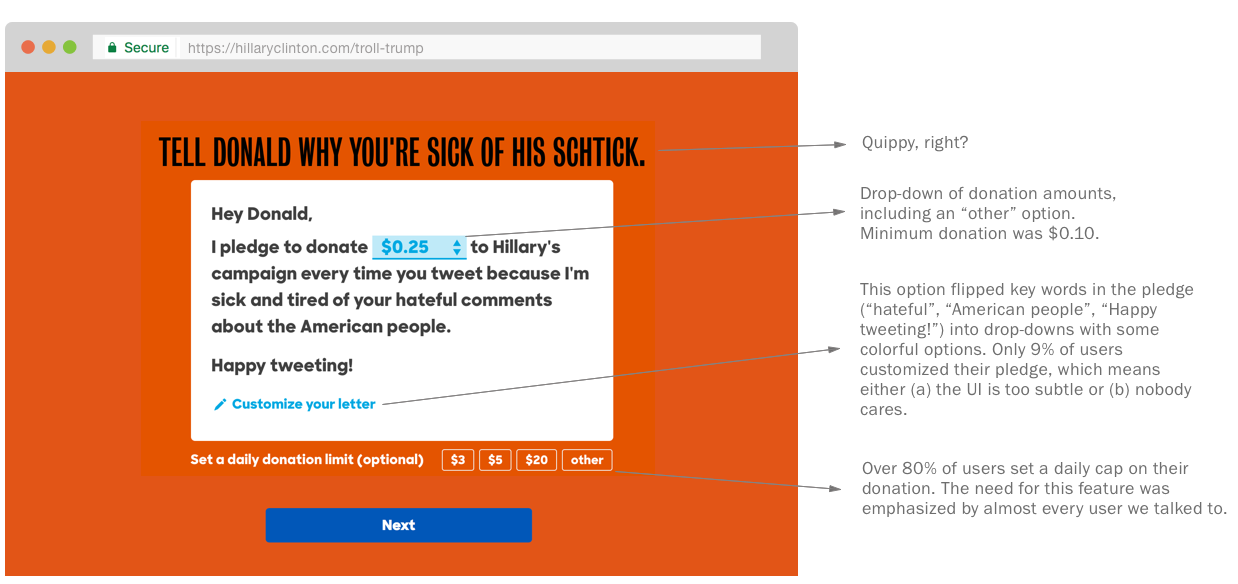 Secure https://hillaryclinton.com/troll-trump
TELL DONALD WHY YOU'RE SICK OF HIS SCHTICK.
Hey Donald,
I pledge to donate $0.25 to Hillary's
campaign every time you tweet because I'm
sick and tired of your hateful comments
about the American people.
Happy tweeting!
Customize your letter
Set a daily donation limit (optional) $3 $5 $20 other
Next
Quippy, right?
Drop-down of donation amounts,
including an “other” option.
Minimum donation was $0.10.
This option flipped key words in the pledge
(“hateful”, “American people”, “Happy
tweeting!”) into drop-downs with some
colorful options. Only 9% of users
customized their pledge, which means
either (a) the UI is too subtle or (b) nobody
cares.
Over 80% of users set a daily cap on their
donation. The need for this feature was
emphasized by almost every user we talked to.